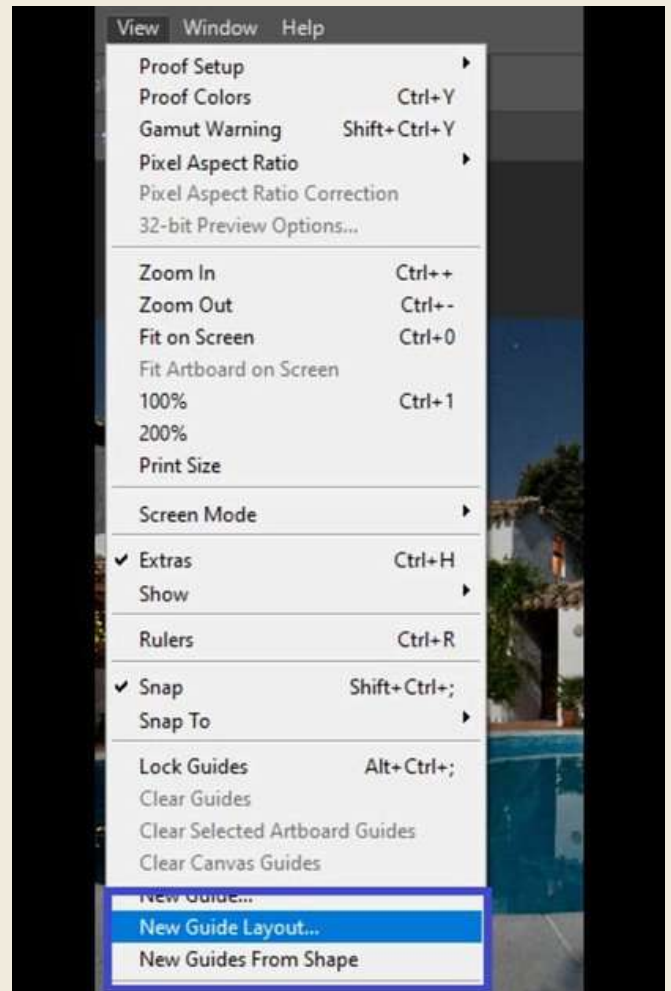 View Window Help
Proof Setup
Proof Colors Ctrl+Y
Gamut Warning Shift+Ctrl+Y
Pixel Aspect Ratio
Pixel Aspect Ratio Correction
32-bit Preview Options...
Zoom In Ctrl++
Zoom Out Ctrl+-
Fit on Screen Ctrl+0
Fit Artboard on Screen
100% Ctrl+1
200%
Print Size
Screen Mode
Extras Ctrl+H
Show
Rulers Ctrl+R
Snap Shift+Ctrl+;
Snap To
Lock Guides Alt+Ctrl+;
Clear Guides
Clear Selected Artboard Guides
Clear Canvas Guides
New Guide...
New Guide Layout...
New Guides From Shape